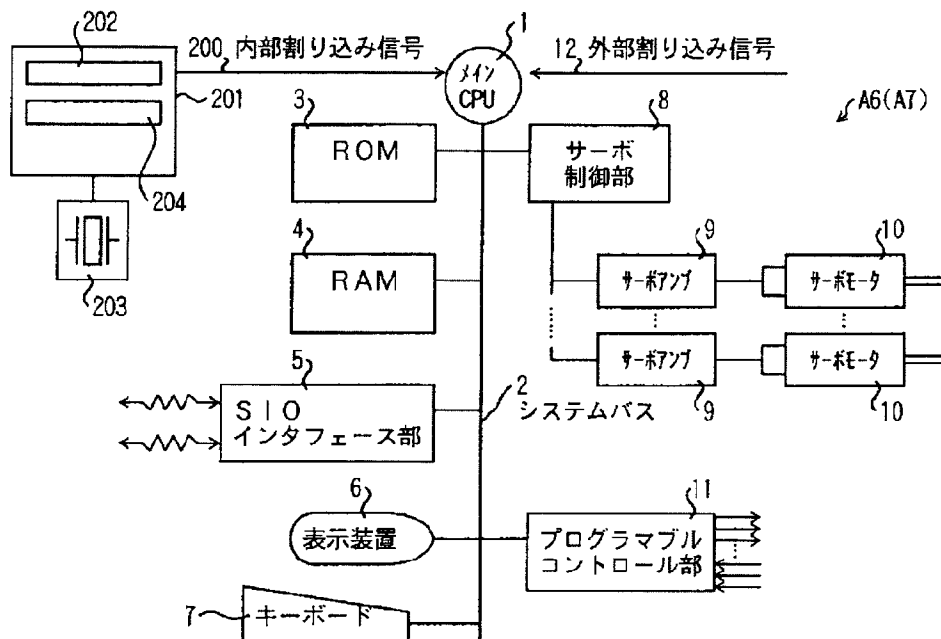 202
200 内部割り込み信号
1
12 外部割り込み信号
メイン
CPU
201
A6(A7)
3
ROM
8
サーボ
制御部
204
203
4
RAM
9
サーボアンプ
10
サーボモータ
サーボアンプ
9
サーボモータ
10
5
SIO
インタフェース部
2
システムバス
6
表示装置
11
プログラマブル
コントロール部
7
キーボード